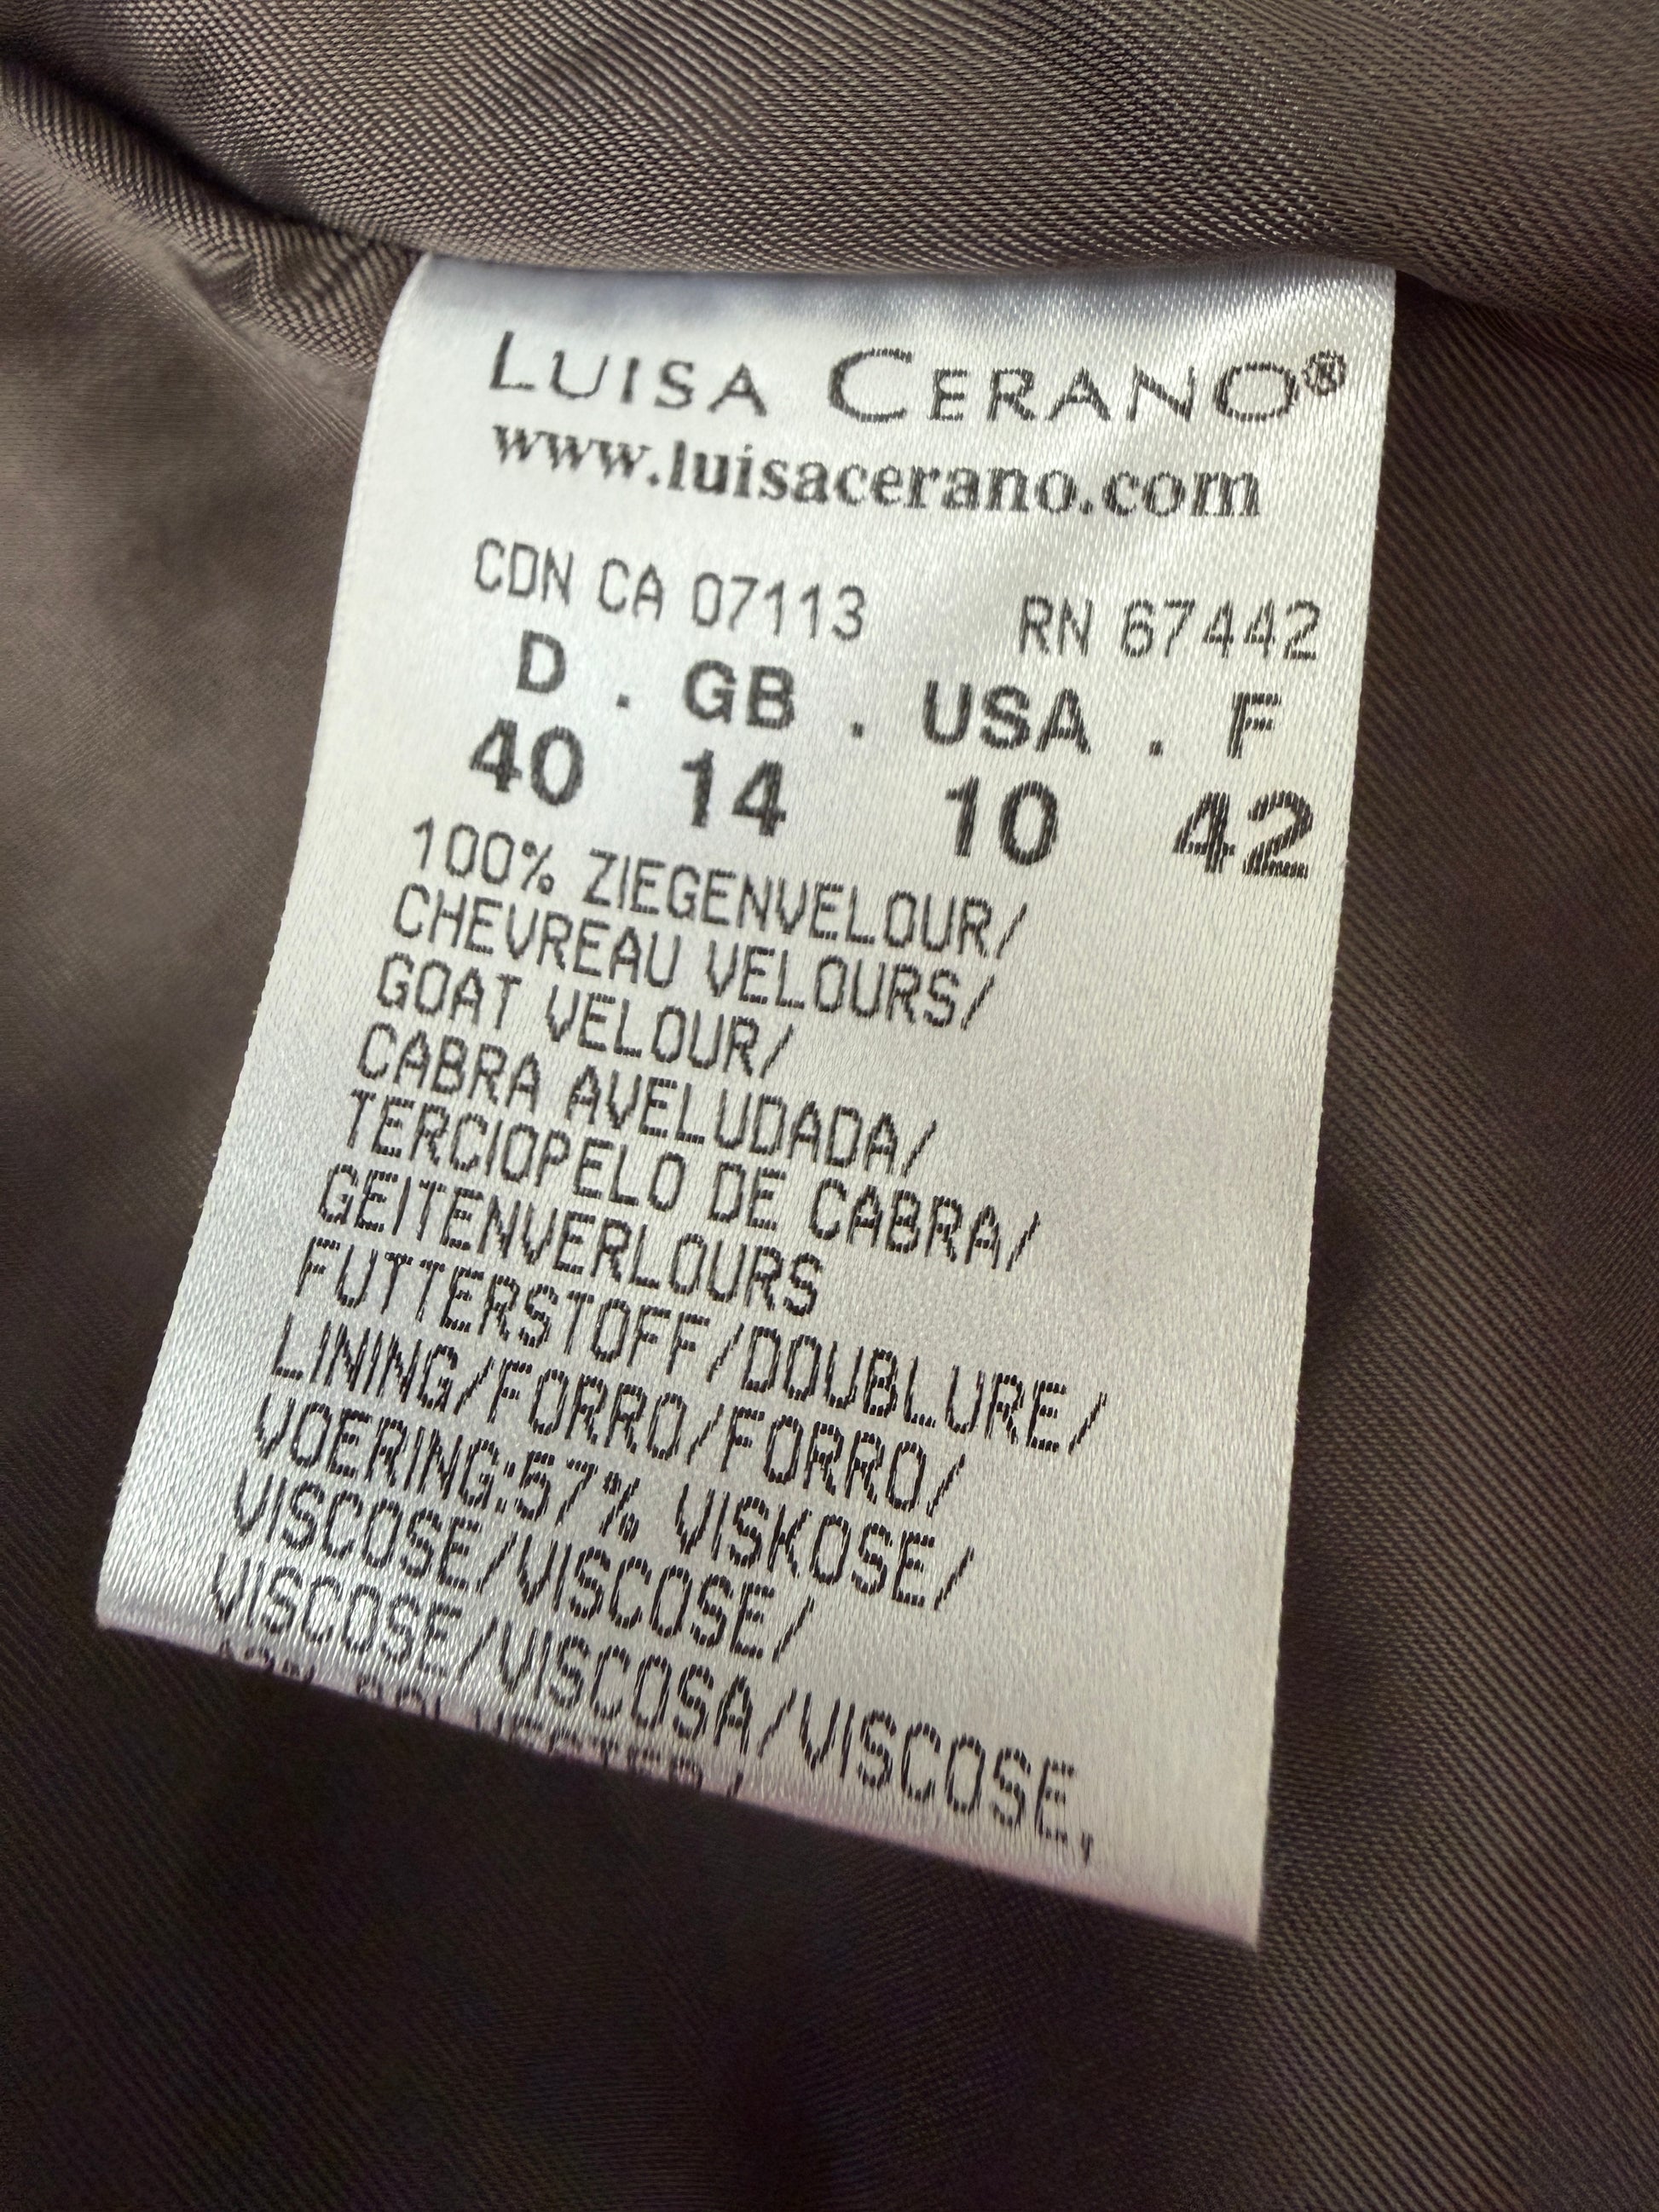 LUISA CERANO®
www.luisacerano.com
CDN CA 07113 RN 67442
D . GB . USA . F
40 14 10 42
100% ZIEGENVELOUR/
CHEVREAU VELOURS/
GOAT VELOUR/
CABRA AVELUDADA/
TERCIOPELO DE CABRA/
GEITENVERLOURS
FUTTERSTOFF/DOUBLURE/
LINING/FORRO/FORRO/
VOERING:57% VISKOSE/
VISCOSE/VISCOSE/
VISCOSE/VISCOSA/VISCOSE,